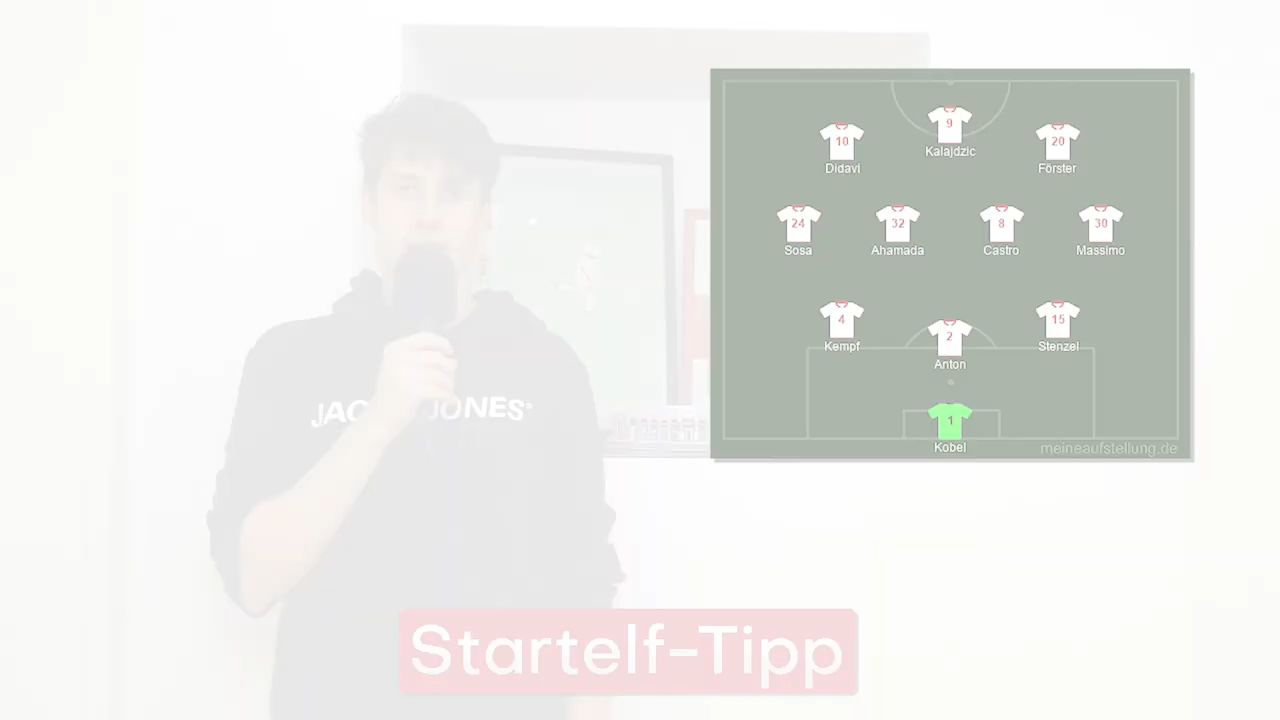 9
Kalajdzic
10
Didavi
20
Förster
24
Sosa
32
Ahamada
8
Castro
30
Massimo
4
Kempf
2
Anton
15
Stenzel
1
Kobel
meineaufstellung.de
JACK JONES®
Startelf-Tipp